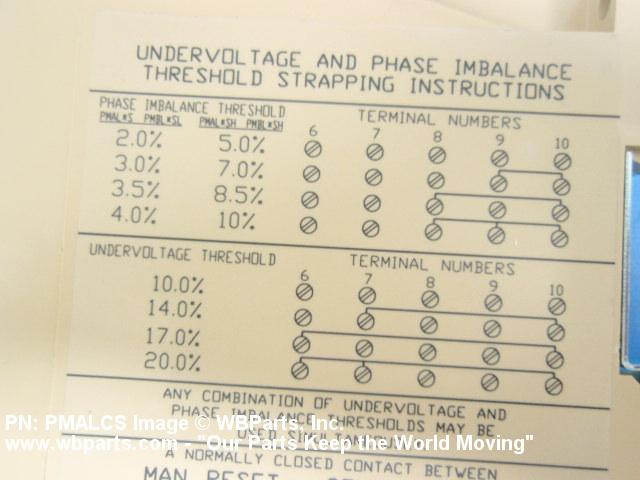 UNDERVOLTAGE AND PHASE IMBALANCE
THRESHOLD STRAPPING INSTRUCTIONS
PHASE IMBALANCE THRESHOLD TERMINAL NUMBERS
PMAL*S PMBL*SL PMAL*SH PMBL*SH 6 7 8 9 10
2.0% 5.0%
3.0% 7.0%
3.5% 8.5%
4.0% 10%
UNDERVOLTAGE THRESHOLD TERMINAL NUMBERS
6 7 8 9 10
10.0%
14.0%
17.0%
20.0%
ANY COMBINATION OF UNDERVOLTAGE AND
PHASE IMBALANCE THRESHOLDS MAY BE
USED
A NORMALLY CLOSED CONTACT BETWEEN
MAN RESET
PN: PMALCS Image © WBParts, Inc.
www.wbparts.com - "Our Parts Keep the World Moving"